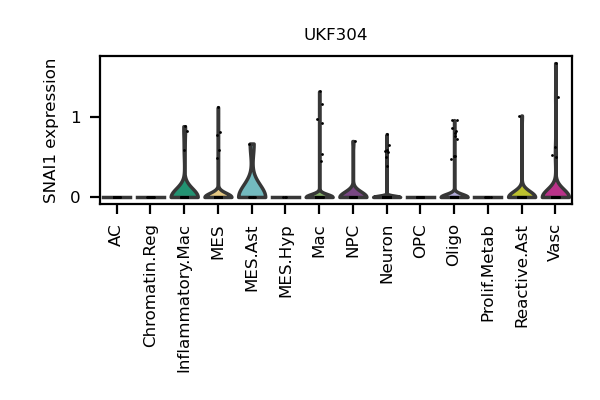 UKF304
SNAI1 expression
1
0
AC
Chromatin.Reg
Inflammatory.Mac
MES
MES.Ast
MES.Hyp
Mac
NPC
Neuron
OPC
Oligo
Prolif.Metab
Reactive.Ast
Vasc